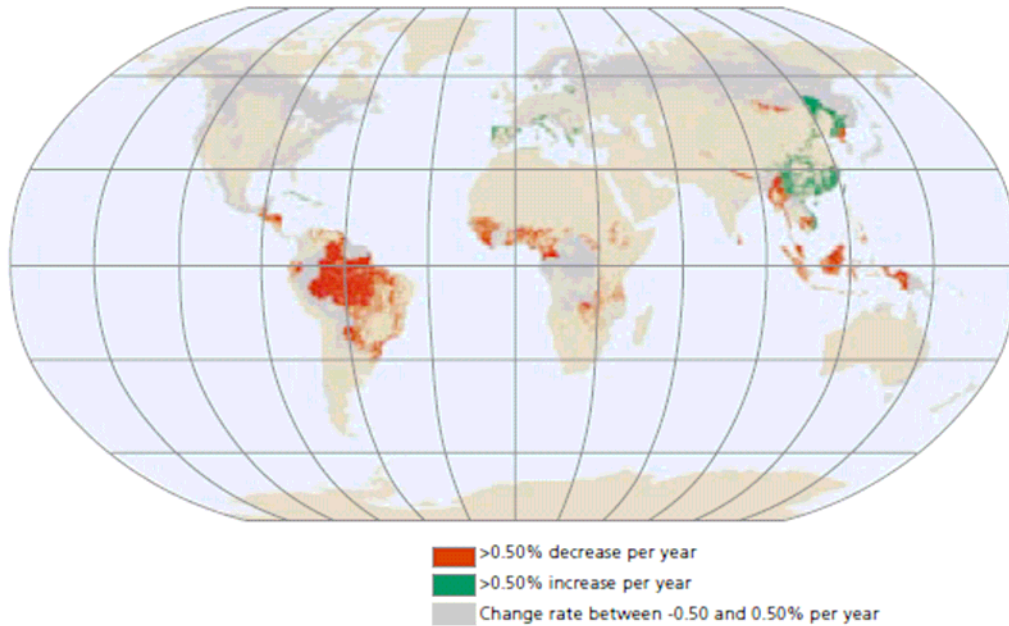 >0.50% decrease per year
>0.50% increase per year
Change rate between -0.50 and 0.50% per year